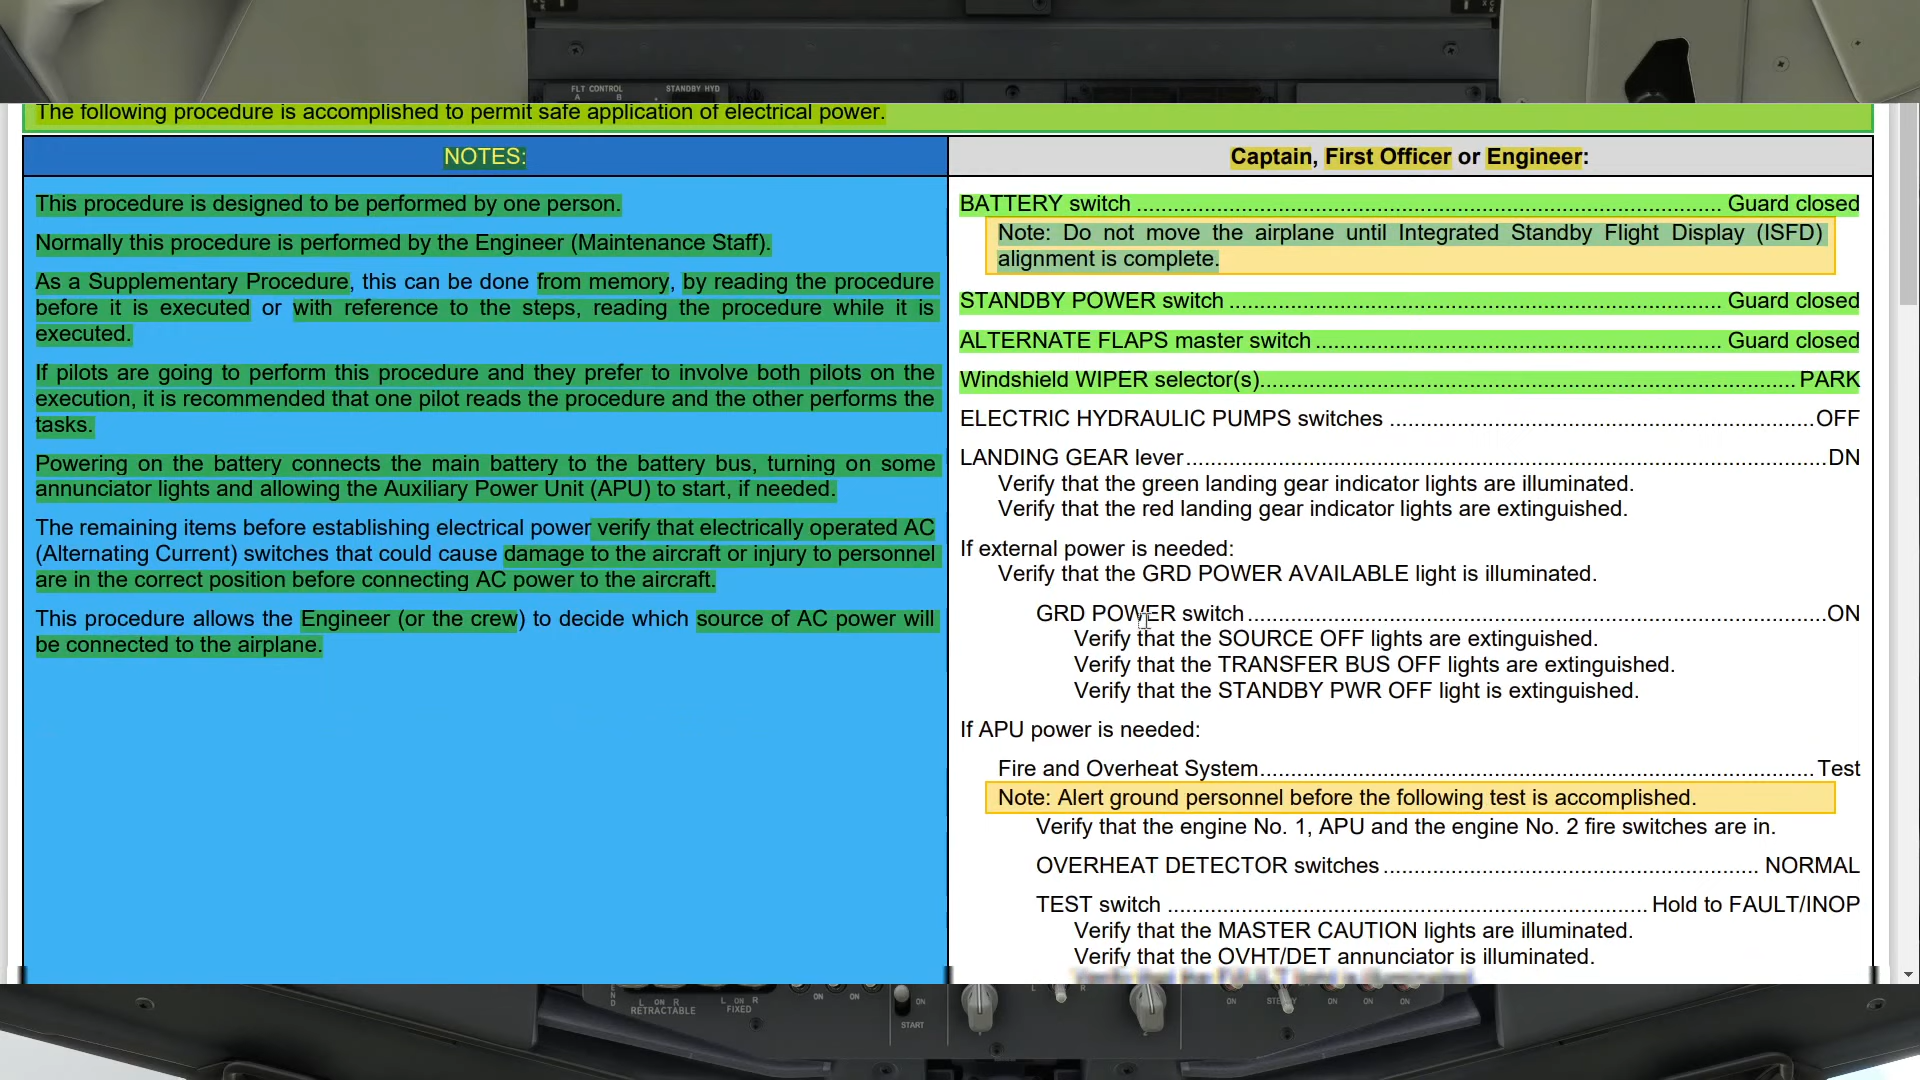 FLT CONTROL
A B
STANDBY HYD
The following procedure is accomplished to permit safe application of electrical power.
NOTES:
This procedure is designed to be performed by one person.
Normally this procedure is performed by the Engineer (Maintenance Staff).
As a Supplementary Procedure, this can be done from memory, by reading the procedure
before it is executed or with reference to the steps, reading the procedure while it is
executed.
If pilots are going to perform this procedure and they prefer to involve both pilots on the
execution, it is recommended that one pilot reads the procedure and the other performs the
tasks.
Powering on the battery connects the main battery to the battery bus, turning on some
annunciator lights and allowing the Auxiliary Power Unit (APU) to start, if needed.
The remaining items before establishing electrical power verify that electrically operated AC
(Alternating Current) switches that could cause damage to the aircraft or injury to personnel
are in the correct position before connecting AC power to the aircraft.
This procedure allows the Engineer (or the crew) to decide which source of AC power will
be connected to the airplane.
Captain, First Officer or Engineer:
BATTERY switch ................................................................ Guard closed
Note: Do not move the airplane until Integrated Standby Flight Display (ISFD)
alignment is complete.
STANDBY POWER switch ................................................................ Guard closed
ALTERNATE FLAPS master switch ................................................................ Guard closed
Windshield WIPER selector(s)................................................................ PARK
ELECTRIC HYDRAULIC PUMPS switches ................................................................OFF
LANDING GEAR lever................................................................DN
Verify that the green landing gear indicator lights are illuminated.
Verify that the red landing gear indicator lights are extinguished.
If external power is needed:
Verify that the GRD POWER AVAILABLE light is illuminated.
GRD POWER switch................................................................ON
Verify that the SOURCE OFF lights are extinguished.
Verify that the TRANSFER BUS OFF lights are extinguished.
Verify that the STANDBY PWR OFF light is extinguished.
If APU power is needed:
Fire and Overheat System................................................................ Test
Note: Alert ground personnel before the following test is accomplished.
Verify that the engine No. 1, APU and the engine No. 2 fire switches are in.
OVERHEAT DETECTOR switches................................................................ NORMAL
TEST switch ................................................................ Hold to FAULT/INOP
Verify that the MASTER CAUTION lights are illuminated.
Verify that the OVHT/DET annunciator is illuminated.
L ON R
RETRACTABLE
L ON R
FIXED
ON
ON
ON
START
L
R
ON
ON
ON